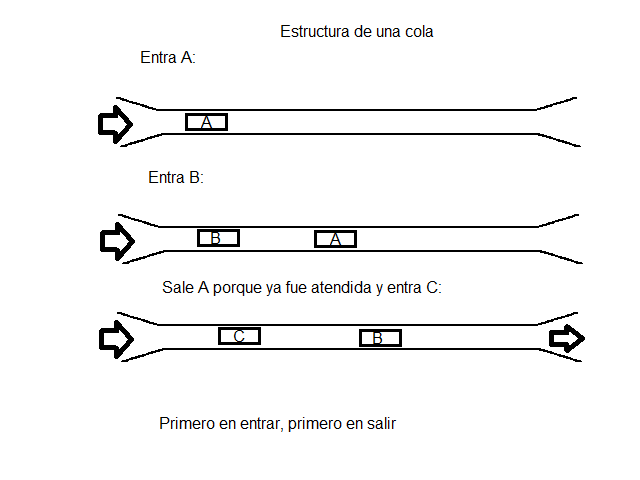 Estructura de una cola
Entra A:
A
Entra B:
B A
Sale A porque ya fue atendida y entra C:
C B
Primero en entrar, primero en salir